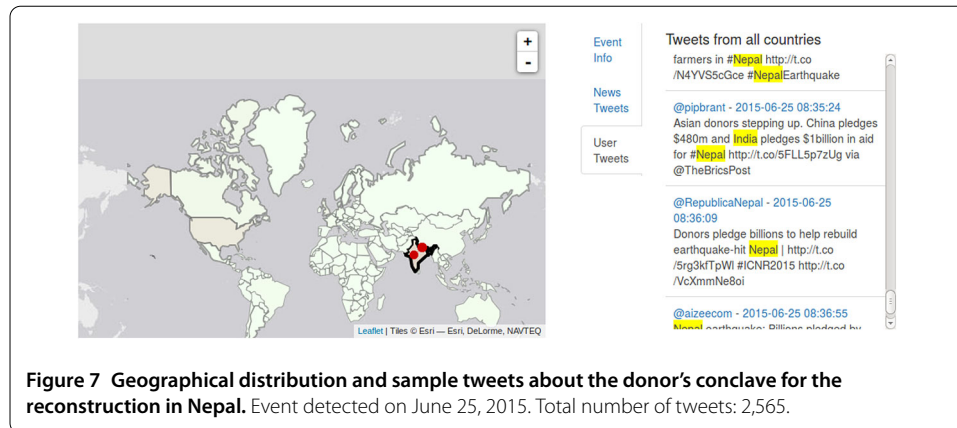 +
-
Leaflet | Tiles © Esri — Esri, DeLorme, NAVTEQ
Event
Info
News
Tweets
User
Tweets
Tweets from all countries
farmers in #Nepal http://t.co
/N4YVS5cGce #NepalEarthquake
@pipbrant - 2015-06-25 08:35:24
Asian donors stepping up. China pledges
$480m and India pledges $1billion in aid
for #Nepal http://t.co/5FLL5p7zUg via
@TheBricsPost
@RepublicaNepal - 2015-06-25
08:36:09
Donors pledge billions to help rebuild
earthquake-hit Nepal | http://t.co
/5rg3kfTpWl #ICNR2015 http://t.co
/VcXmmNe8oi
@aizeecom - 2015-06-25 08:36:55
Nepal earthquake: Billions pledged by
Figure 7 Geographical distribution and sample tweets about the donor's conclave for the
reconstruction in Nepal. Event detected on June 25, 2015. Total number of tweets: 2,565.